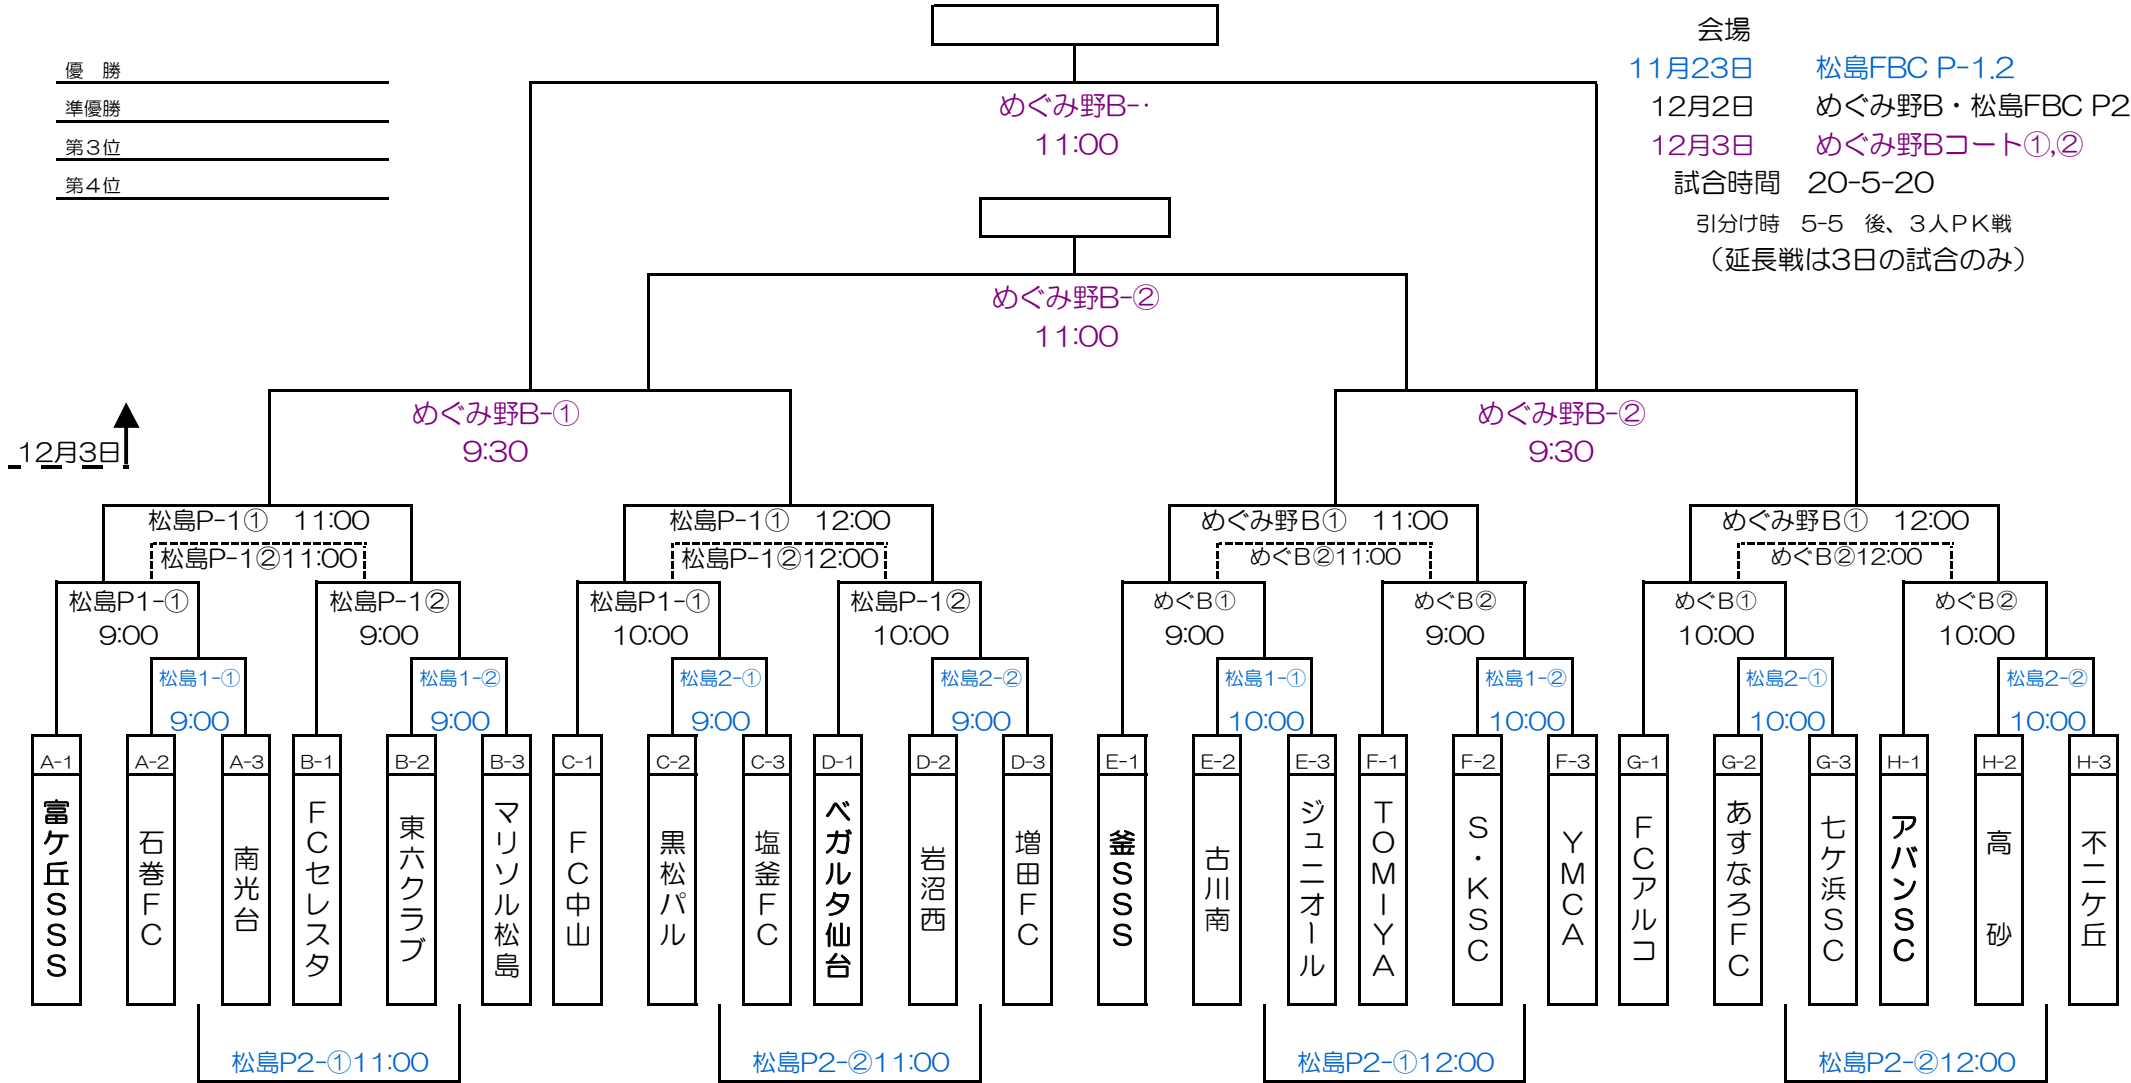 会場
11月23日　松島FBC P-1.2
12月2日　めぐみ野B・松島FBC P2
12月3日　めぐみ野Bコート①,②
試合時間　20-5-20
引分け時　5-5　後、3人PK戦
（延長戦は3日の試合のみ）
優　勝
準優勝
第3位
第4位
めぐみ野B-・
11:00
めぐみ野B-②
11:00
12月3日
めぐみ野B-①
9:30
めぐみ野B-②
9:30
松島P-1①　11:00
松島P-1①　12:00
めぐみ野B①　11:00
めぐみ野B①　12:00
松島P-1②11:00
松島P-1②12:00
めぐB②11:00
めぐB②12:00
松島P1-①
9:00
松島P-1②
9:00
松島P1-①
10:00
松島P-1②
10:00
めぐB①
9:00
めぐB②
9:00
めぐB①
10:00
めぐB②
10:00
松島1-①
9:00
松島1-②
9:00
松島2-①
9:00
松島2-②
9:00
松島1-①
10:00
松島1-②
10:00
松島2-①
10:00
松島2-②
10:00
A-1
富ケ丘SSS
A-2
石巻FC
A-3
南光台
B-1
FCセレスタ
B-2
東六クラブ
B-3
マリソル松島
C-1
FC中山
C-2
黒松パル
C-3
塩釜FC
D-1
ベガルタ仙台
D-2
岩沼西
D-3
増田FC
E-1
釜SSS
E-2
古川南
E-3
ジュニオール
F-1
TOMIYA
F-2
S・KSC
F-3
YMCA
G-1
FCアルコ
G-2
あすなろFC
G-3
七ケ浜SC
H-1
アバンSC
H-2
高　砂
H-3
不二ケ丘
松島P2-①11:00
松島P2-②11:00
松島P2-①12:00
松島P2-②12:00